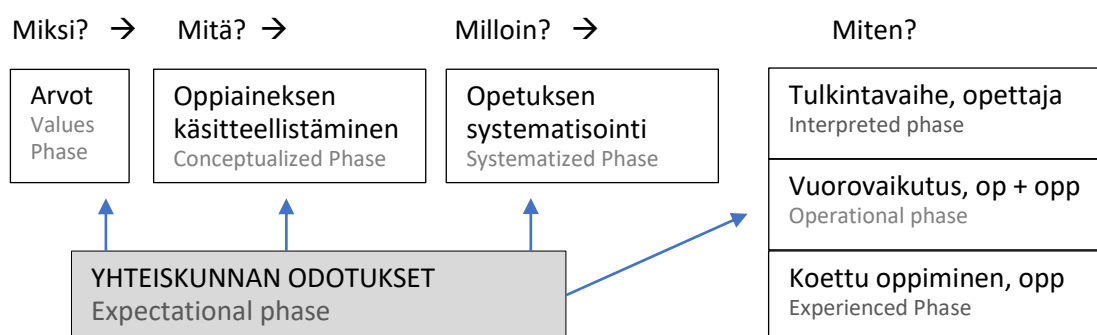 Miksi? → Mitä? → Milloin? → Miten?
Arvot
Values
Phase
Oppiaineksen
käsitteellistäminen
Conceptualized Phase
Opetuksen
systematisointi
Systematized Phase
Tulkintavaihe, opettaja
Interpreted phase
Vuorovaikutus, op + opp
Operational phase
Koettu oppiminen, opp
Experienced Phase
YHTEISKUNNAN ODOTUKSET
Expectational phase